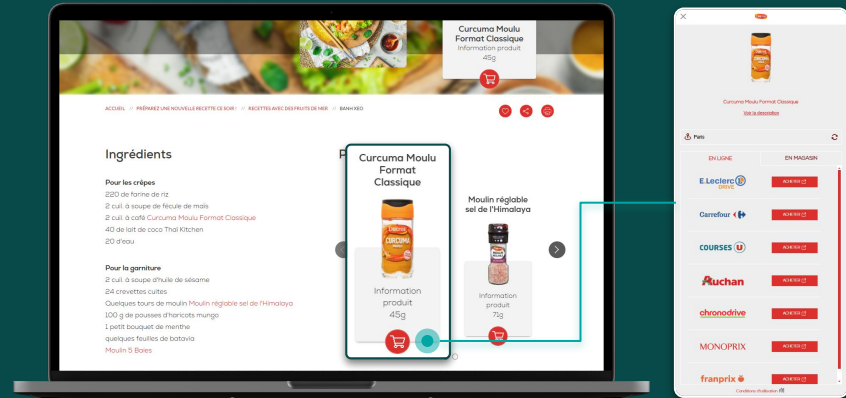 Curcuma Moulu
Format Classique
Information produit
45g
ACCUEIL // PRÉPAREZ UNE NOUVELLE RECETTE CE SOIR ! // RECETTES AVEC DES FRUITS DE MER // BANH XEO
Ingrédients
P
Pour les crêpes
220 de farine de riz
2 cuil. à soupe de fécule de maïs
2 cuil. à café Curcuma Moulu Format Classique
40 de lait de coco Thaï Kitchen
20 d'eau
Pour la garniture
2 cuil. à soupe d'huile de sésame
24 crevettes cuites
Quelques tours de moulin Moulin réglable sel de l'Himalaya
100 g de pousses d'haricots mungo
1 petit bouquet de menthe
quelques feuilles de batavia
Moulin 5 Baies
Curcuma Moulu
Format
Classique
CURCUMA
Information
produit
45g
Moulin réglable
sel de l'Himalaya
Information
produit
71g
Curcuma Moulu Format Classique
Voir la description
Paris
EN LIGNE
EN MAGASIN
E.Leclerc
DRIVE
ACHETER
Carrefour
ACHETER
COURSES U
ACHETER
Auchan
ACHETER
chronodrive
ACHETER
MONOPRIX
ACHETER
franprix
ACHETER
Conditions d'utilisation